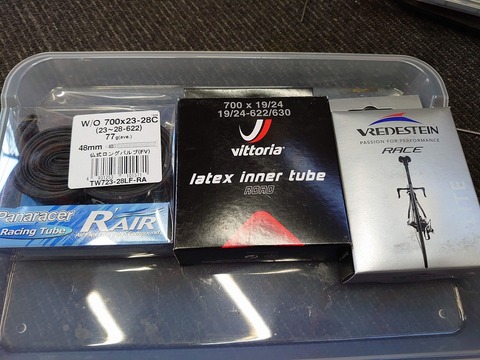 W/O 700x23-28C
(23~28-622)
77g(ave.)
48mm
仏式ロングバルブ(FV)
TW723-28LF-RA
Panaracer
Racing Tube
R'AIR
700 x 19/24
19/24-622/630
vittoria
latex inner tube
ROAD
VREDESTEIN
PASSION FOR PERFORMANCE
RACE